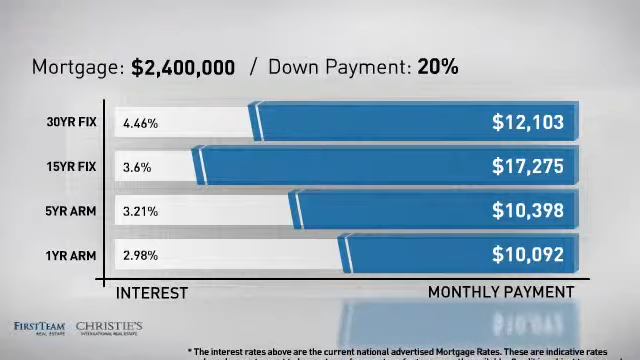 Mortgage: $2,400,000 / Down Payment: 20%
30YR FIX 4.46% $12,103
15YR FIX 3.6% $17,275
5YR ARM 3.21% $10,398
1YR ARM 2.98% $10,092
INTEREST MONTHLY PAYMENT
FIRSTTEAM CHRISTIE'S
REAL ESTATE INTERNATIONAL REAL ESTATE
* The interest rates above are the current national advertised Mortgage Rates. These are indicative rates